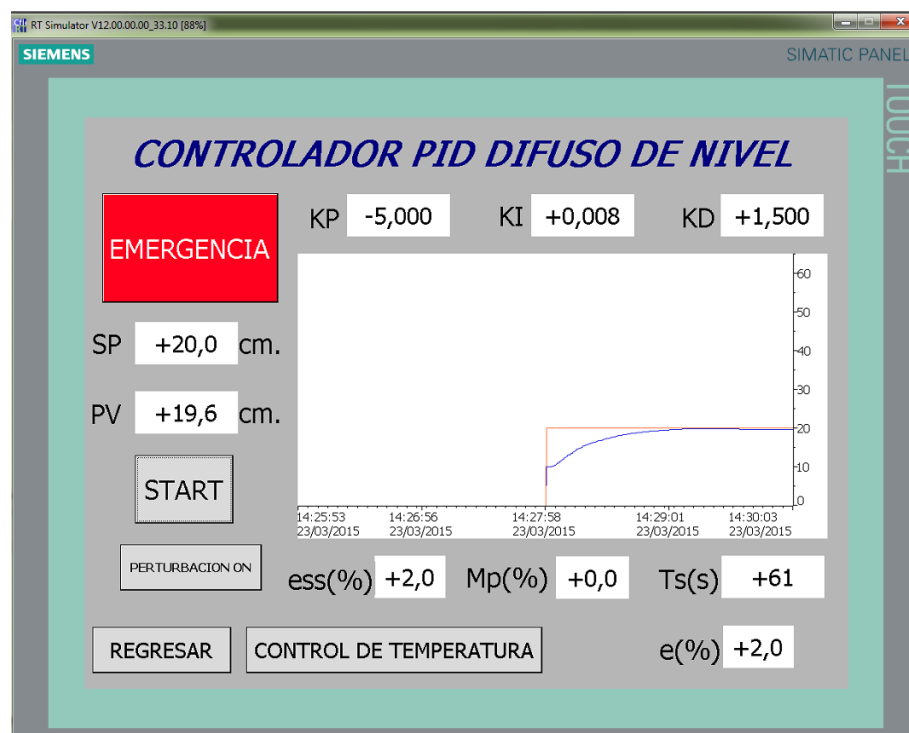 RT Simulator V12.00.00.00_33.10 [88%]
SIEMENS
SIMATIC PANEL
TOUCH
CONTROLADOR PID DIFUSO DE NIVEL
EMERGENCIA
KP -5,000 KI +0,008 KD +1,500
SP +20,0 cm.
PV +19,6 cm.
START
PERTURBACION ON
60
50
40
30
20
10
0
14:25:53 14:26:56 14:27:58 14:29:01 14:30:03
23/03/2015 23/03/2015 23/03/2015 23/03/2015 23/03/2015
ess(%) +2,0 Mp(%) +0,0 Ts(s) +61
REGRESAR CONTROL DE TEMPERATURA e(%) +2,0